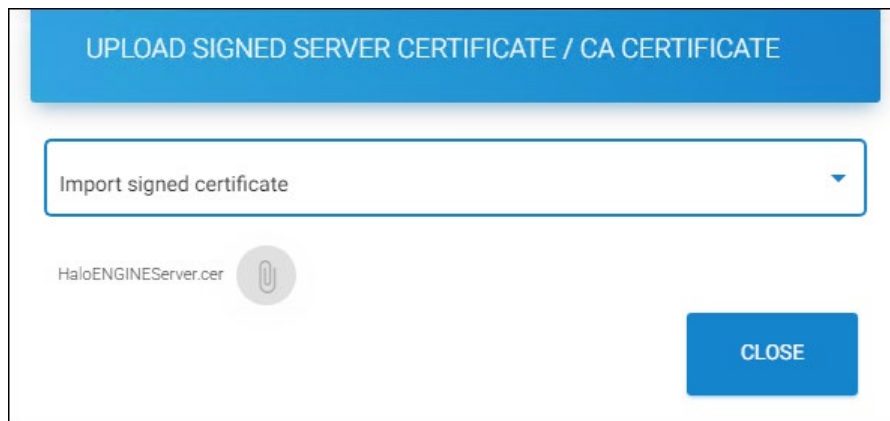 UPLOAD SIGNED SERVER CERTIFICATE / CA CERTIFICATE
Import signed certificate
HaloENGINEServer.cer
CLOSE